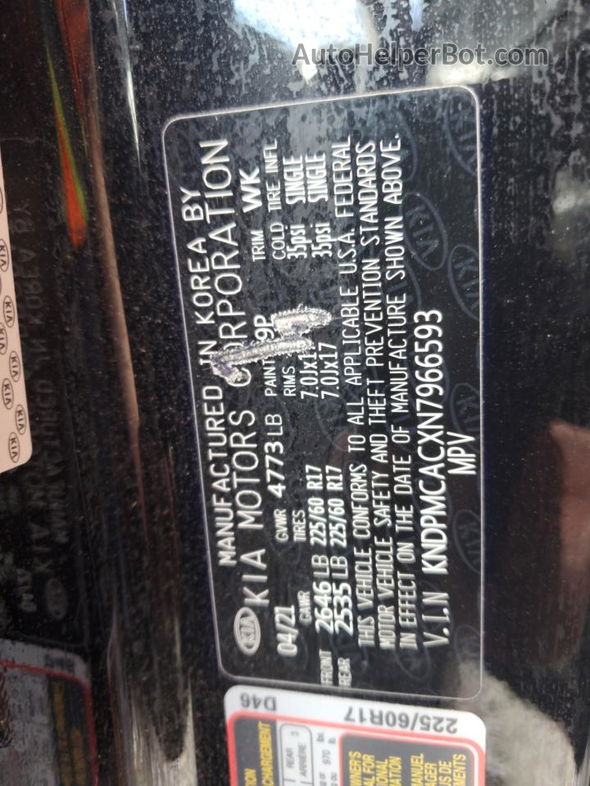 AutoHelperBot.com
KIA
MANUFACTURED IN KOREA BY
KIA MOTORS CORPORATION
04/21 GVWR 4773 LB PAINT 9P TRIM WK
GAWR TIRES RIMS COLD TIRE INFL
FRONT 2646 LB 225/60 R17 7.0Jx17 35psi SINGLE
REAR 2535 LB 225/60 R17 7.0Jx17 35psi SINGLE
THIS VEHICLE CONFORMS TO ALL APPLICABLE U.S.A. FEDERAL
MOTOR VEHICLE SAFETY AND THEFT PREVENTION STANDARDS
IN EFFECT ON THE DATE OF MANUFACTURE SHOWN ABOVE.
V.I.N KNDPMCACXN7966593
MPV
225/60R17
D46